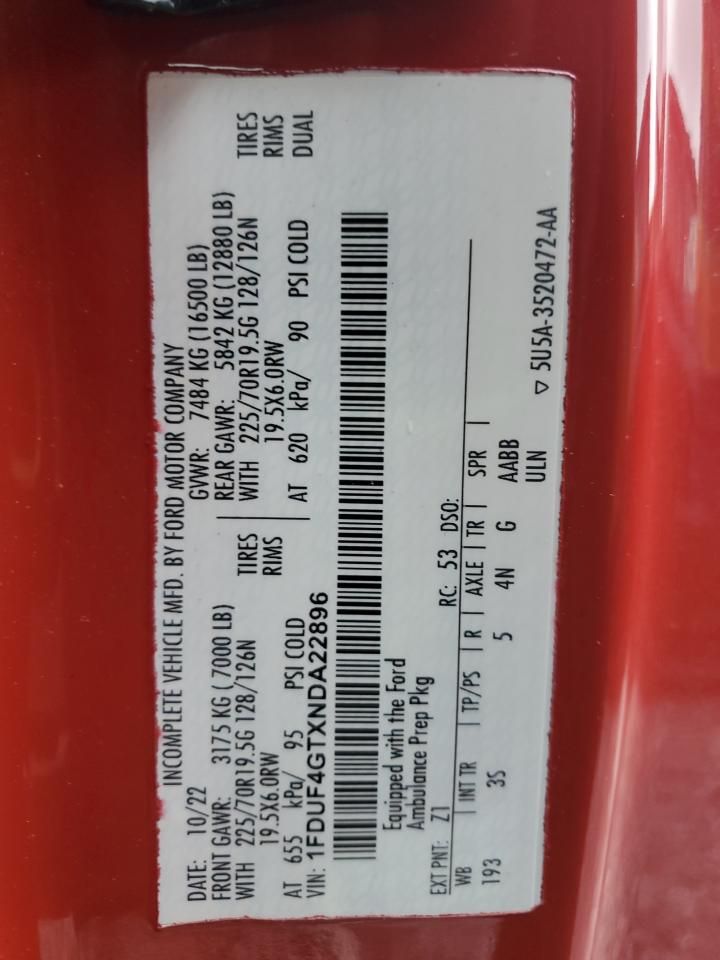 INCOMPLETE VEHICLE MFD. BY FORD MOTOR COMPANY
DATE: 10/22 GVWR: 7484 KG (16500 LB)
FRONT GAWR: 3175 KG ( 7000 LB) REAR GAWR: 5842 KG (12880 LB)
WITH 225/70R19.5G 128/126N TIRES WITH 225/70R19.5G 128/126N TIRES
19.5X6.0RW RIMS 19.5X6.0RW RIMS
AT 655 kPa/ 95 PSI COLD AT 620 kPa/ 90 PSI COLD DUAL
VIN: 1FDUF4GTXNDA22896
Equipped with the Ford
Ambulance Prep Pkg
EXT PNT: Z1 RC: 53 DSO:
WB | INT TR | TP/PS | R | AXLE | TR | SPR |
193 3S 5 4N G AABB
ULN
▽ 5U5A-3520472-AA